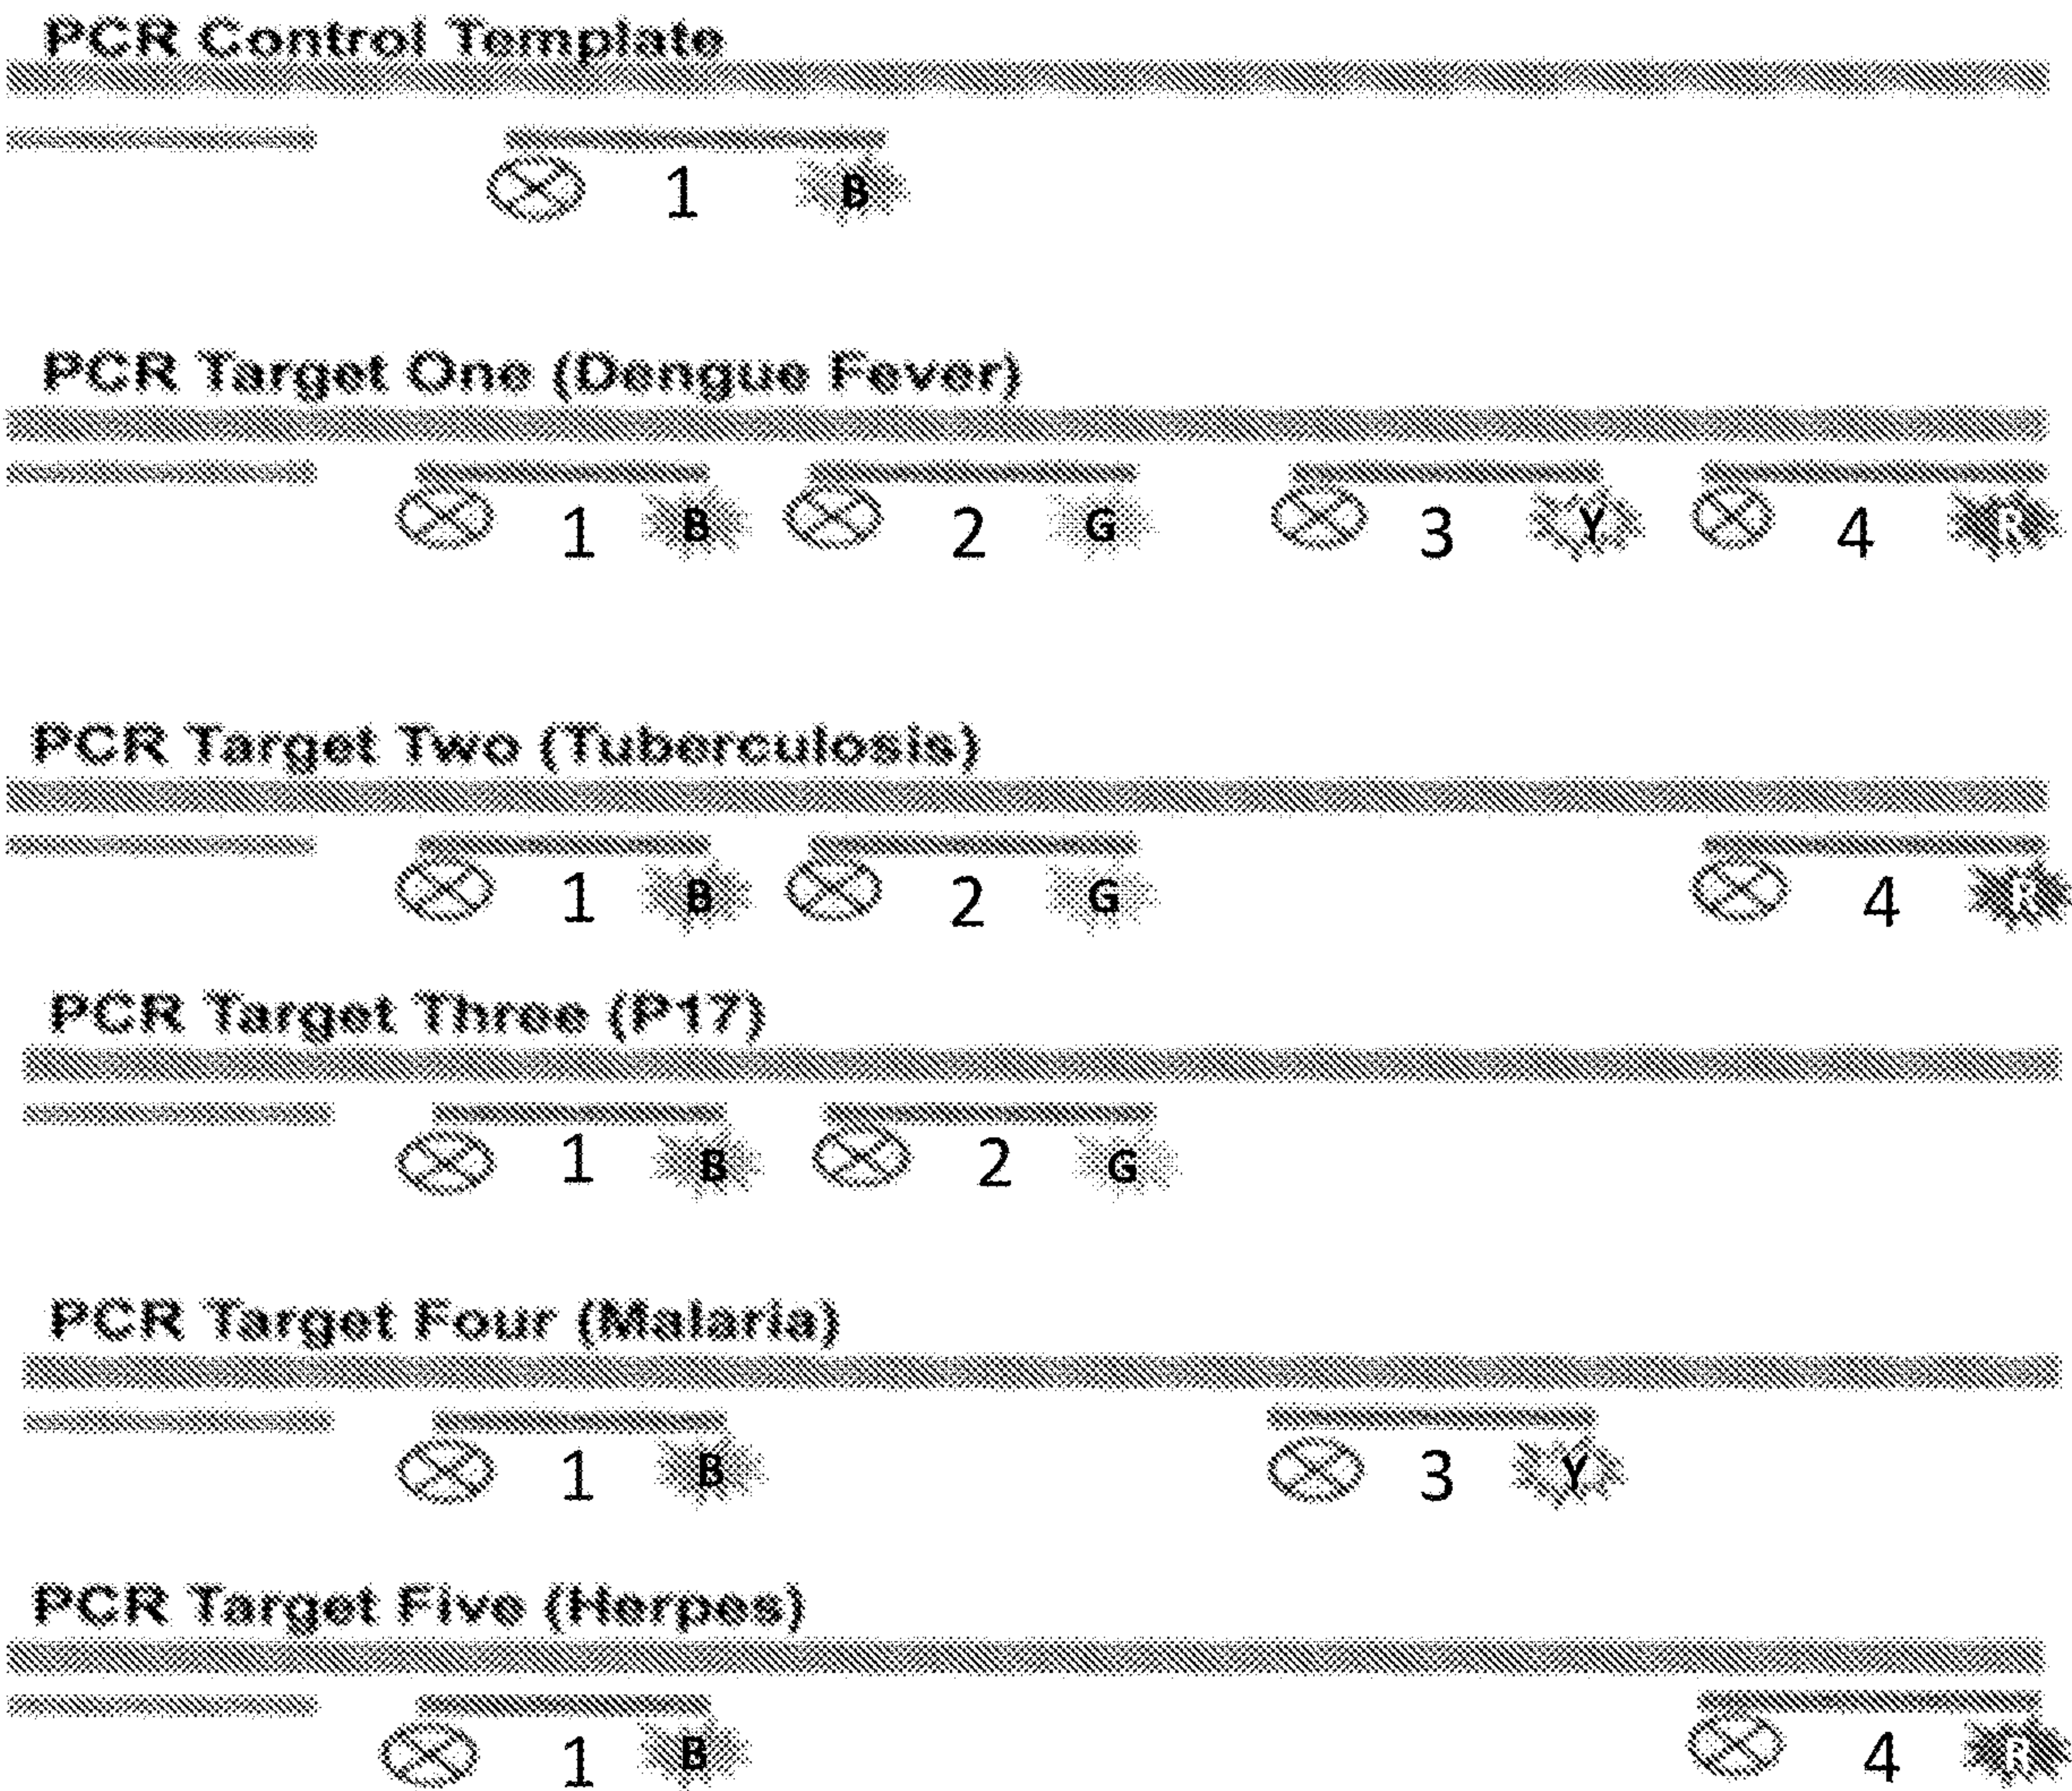 PCR Control Template
1 B
PCR Target One (Dengue Fever)
1 B 2 G 3 Y 4 R
PCR Target Two (Tuberculosis)
1 B 2 G 4 R
PCR Target Three (P17)
1 B 2 G
PCR Target Four (Malaria)
1 B 3 Y
PCR Target Five (Herpes)
1 B 4 R